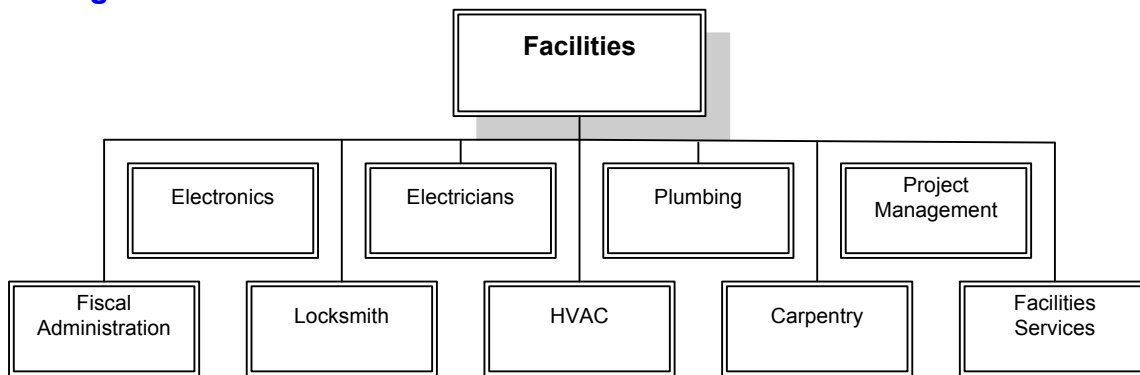 Facilities
Electronics
Electricians
Plumbing
Project
Management
Fiscal
Administration
Locksmith
HVAC
Carpentry
Facilities
Services